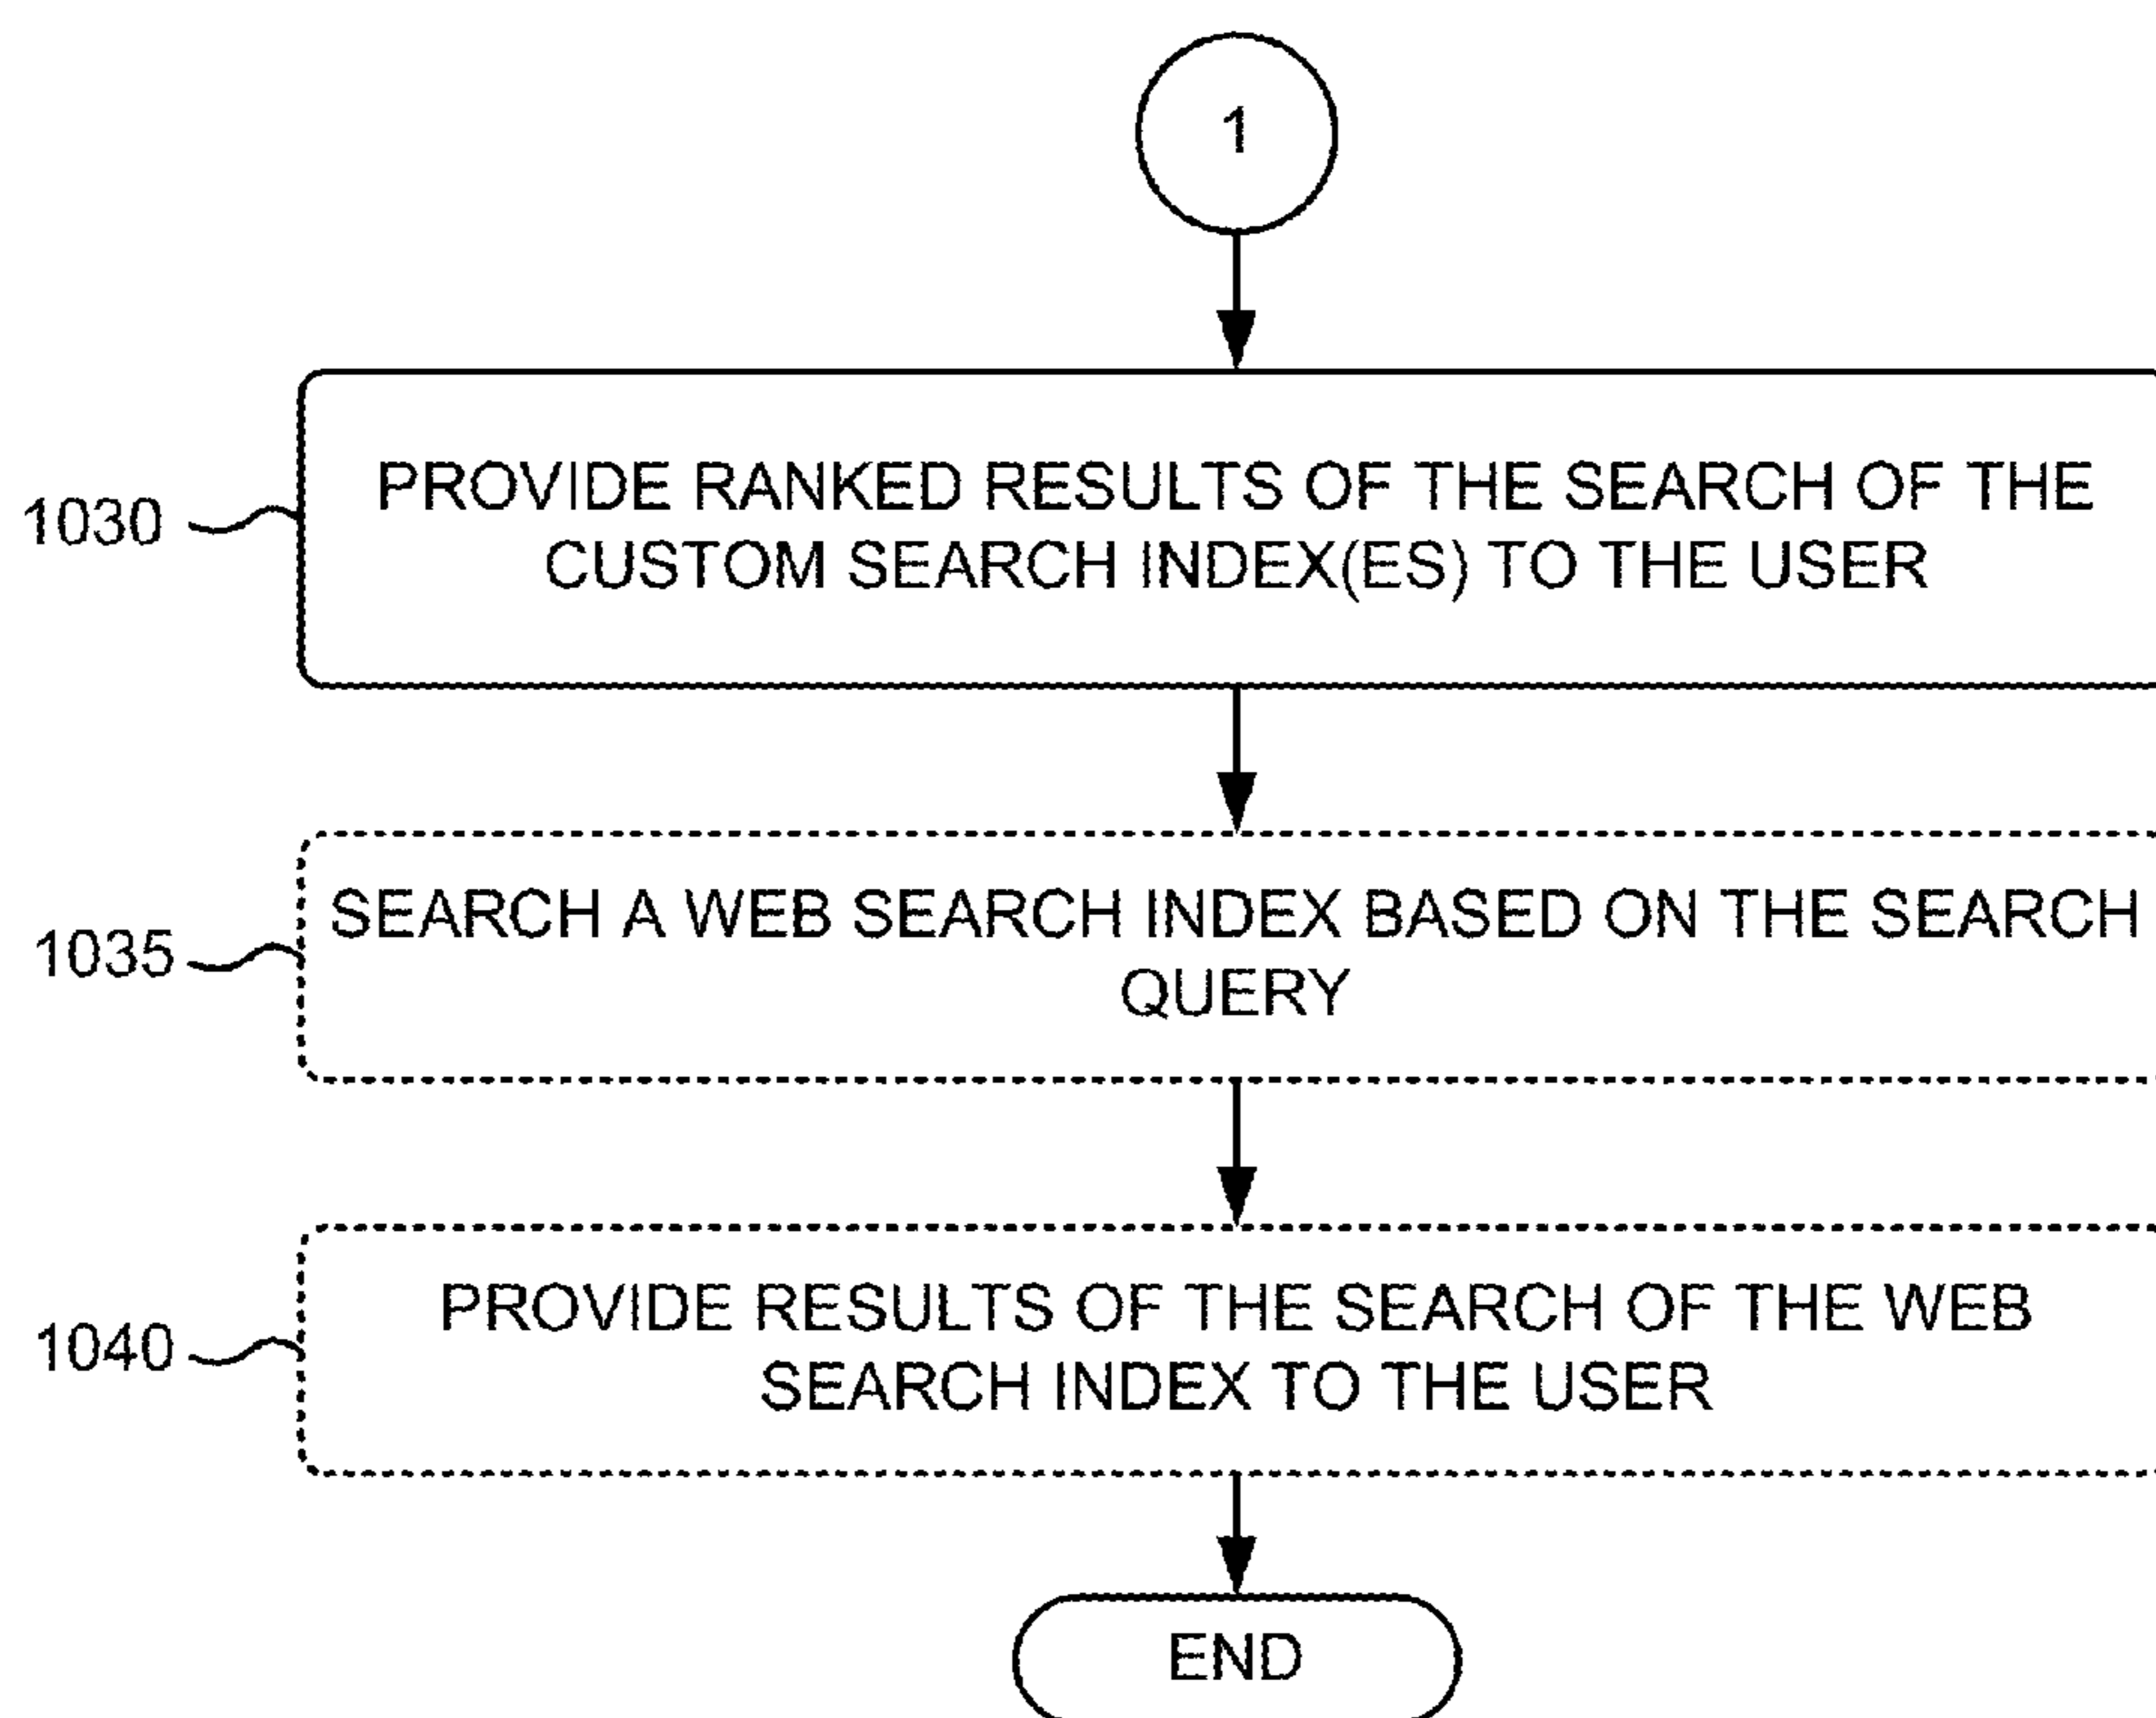 1
1030
PROVIDE RANKED RESULTS OF THE SEARCH OF THE
CUSTOM SEARCH INDEX(ES) TO THE USER
1035
SEARCH A WEB SEARCH INDEX BASED ON THE SEARCH
QUERY
1040
PROVIDE RESULTS OF THE SEARCH OF THE WEB
SEARCH INDEX TO THE USER
END